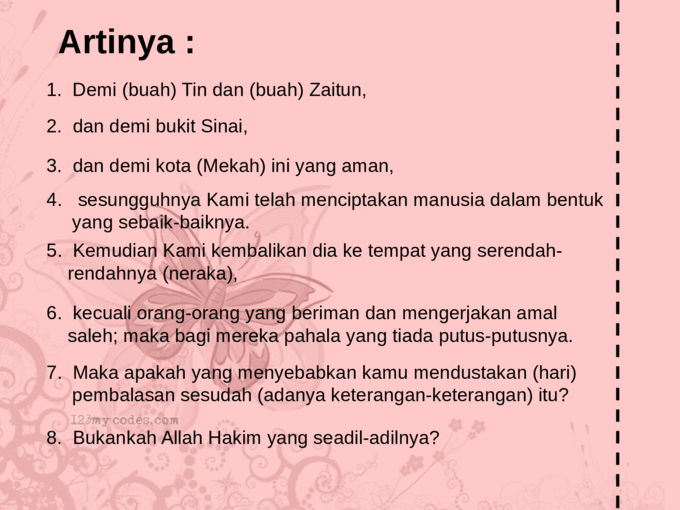 Artinya :
1. Demi (buah) Tin dan (buah) Zaitun,
2. dan demi bukit Sinai,
3. dan demi kota (Mekah) ini yang aman,
4. sesungguhnya Kami telah menciptakan manusia dalam bentuk
yang sebaik-baiknya.
5. Kemudian Kami kembalikan dia ke tempat yang serendah-
rendahnya (neraka),
6. kecuali orang-orang yang beriman dan mengerjakan amal
saleh; maka bagi mereka pahala yang tiada putus-putusnya.
7. Maka apakah yang menyebabkan kamu mendustakan (hari)
pembalasan sesudah (adanya keterangan-keterangan) itu?
123mycodes.com
8. Bukankah Allah Hakim yang seadil-adilnya?